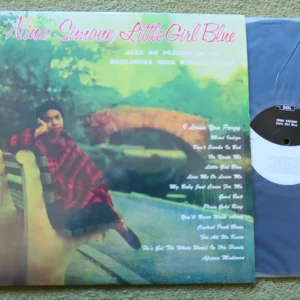 Nina Simone Little Girl Blue
JAZZ AS PLAYED IN AN
EXCLUSIVE SIDE STREET CLUB
I Loves You Porgy
Mood Indigo
Don't Smoke In Bed
He Needs Me
Little Girl Blue
Love Me Or Leave Me
My Baby Just Cares For Me
Good Bait
Plain Gold Ring
You'll Never Walk Alone
Central Park Blues
For All We Know
He's Got The Whole World In His Hands
African Mailman
DOL
NINA SIMONE